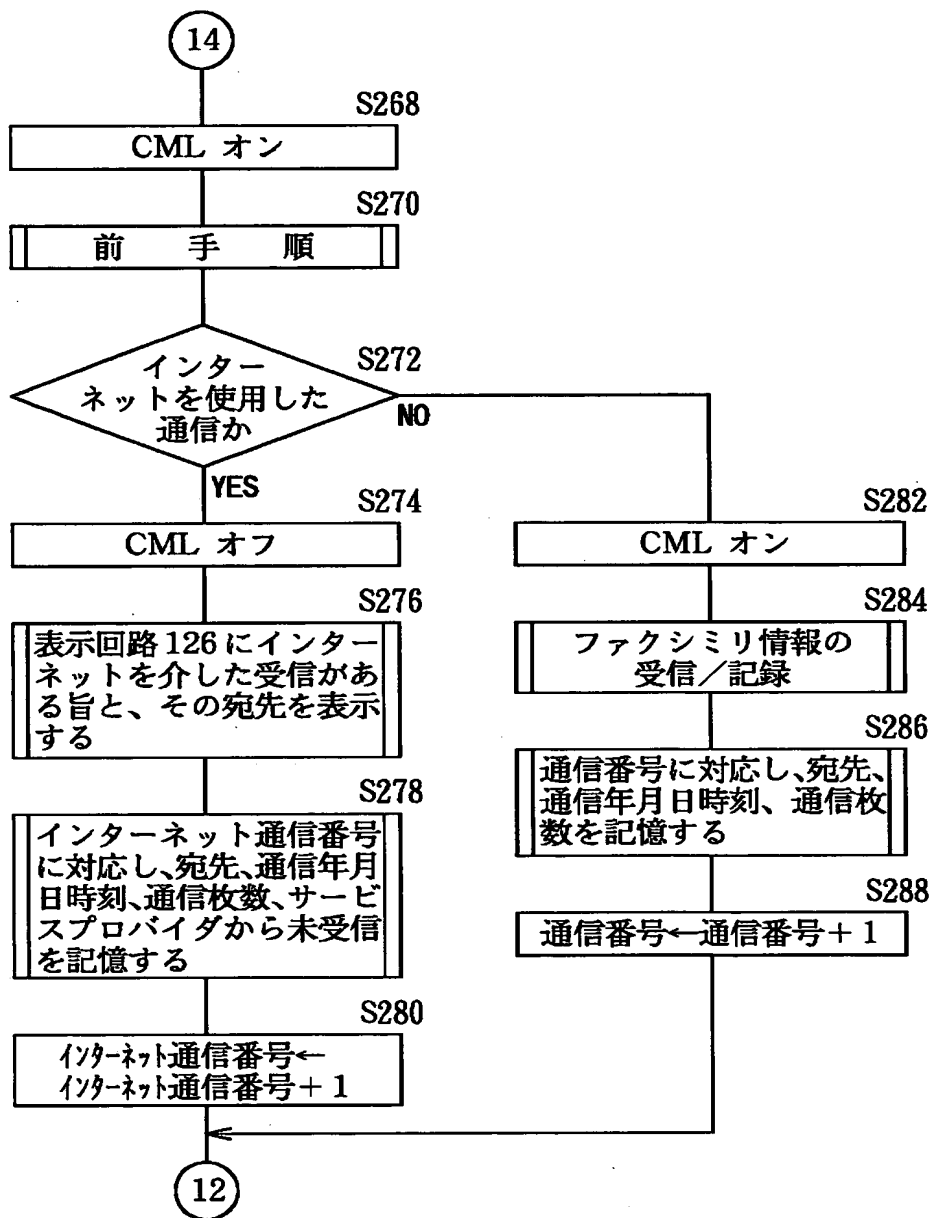 14
S268
CML オン
S270
前 手 順
S272
インター
ネットを使用した
通信か
NO
YES
S274
CML オフ
S276
表示回路126にインター
ネットを介した受信があ
る旨と、その宛先を表示
する
S278
インターネット通信番号
に対応し、宛先、通信年月
日時刻、通信枚数、サービ
スプロバイダから未受信
を記憶する
S280
インターネット通信番号←
インターネット通信番号+1
S282
CML オン
S284
ファクシミリ情報の
受信/記録
S286
通信番号に対応し、宛先、
通信年月日時刻、通信枚
数を記憶する
S288
通信番号←通信番号+1
12